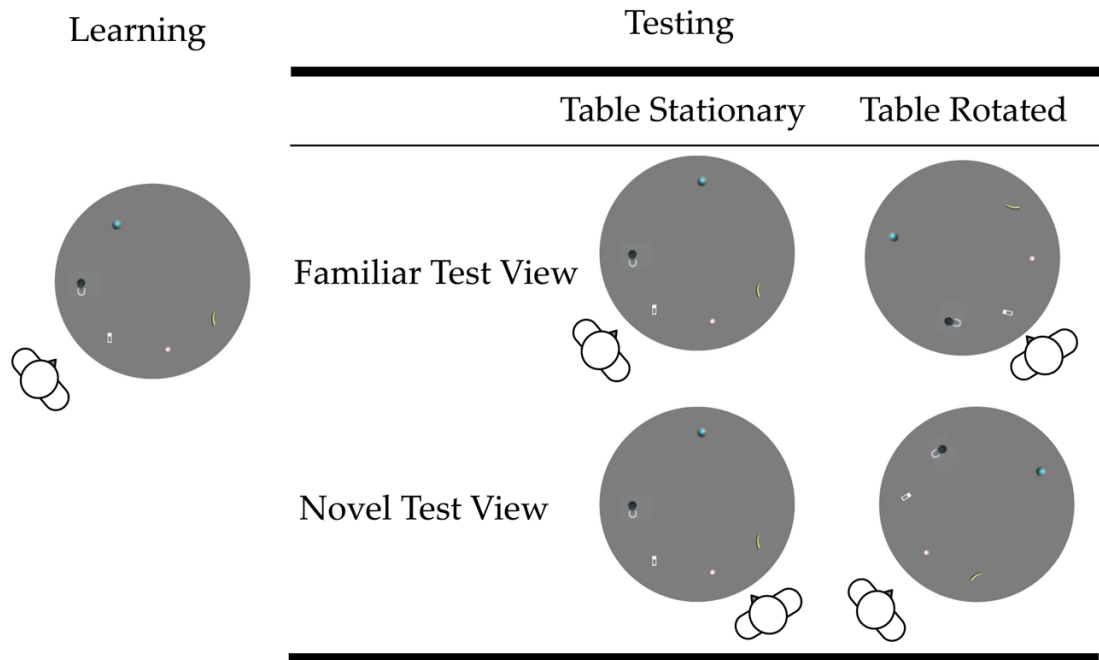 Learning
Testing
Table Stationary
Table Rotated
Familiar Test View
Novel Test View